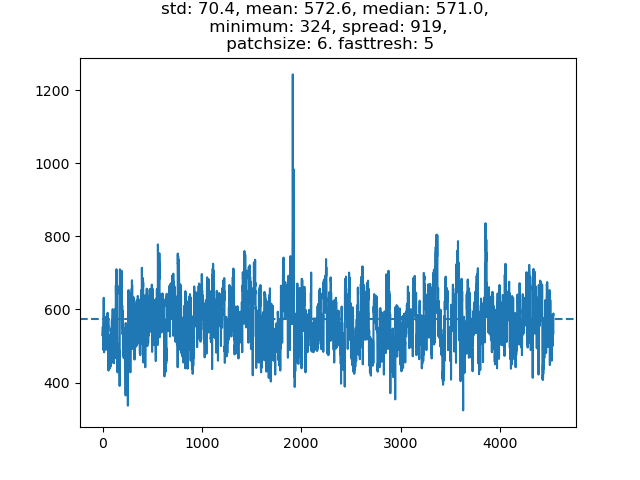 std: 70.4, mean: 572.6, median: 571.0,
minimum: 324, spread: 919,
patchsize: 6. fasttresh: 5
1200
1000
800
600
400
0 1000 2000 3000 4000